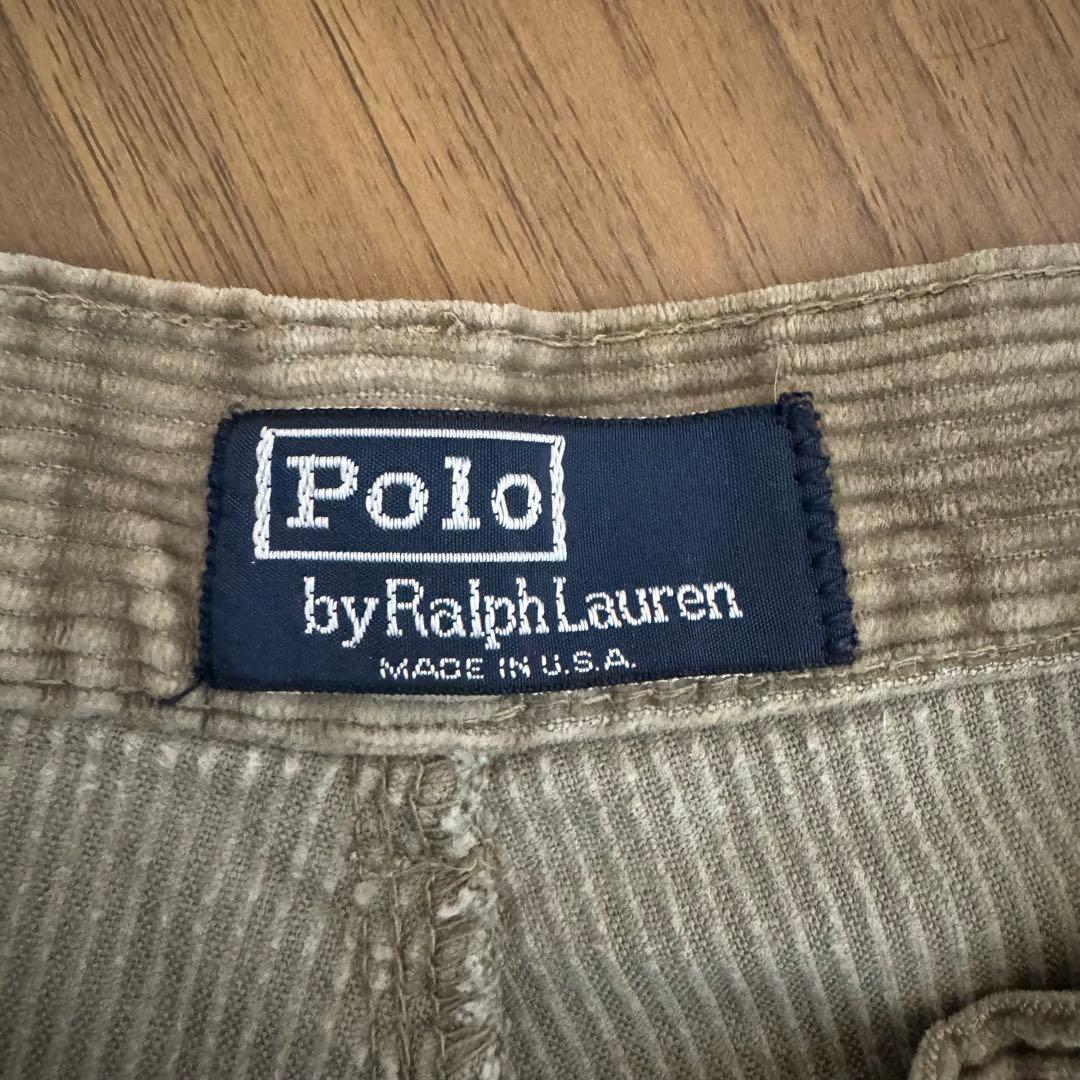 Polo
by Ralph Lauren
MADE IN U.S.A.